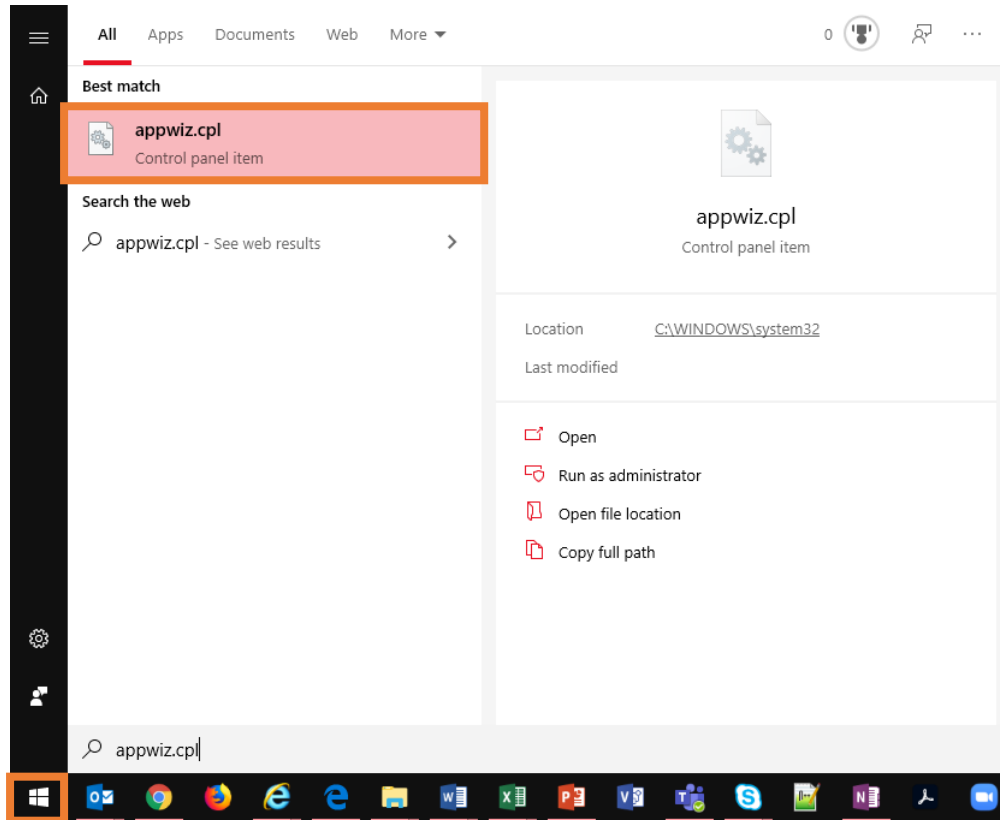 All Apps Documents Web More 0
Best match
appwiz.cpl
Control panel item
Search the web
appwiz.cpl - See web results
appwiz.cpl
Control panel item
Location C:\WINDOWS\system32
Last modified
Open
Run as administrator
Open file location
Copy full path
appwiz.cpl